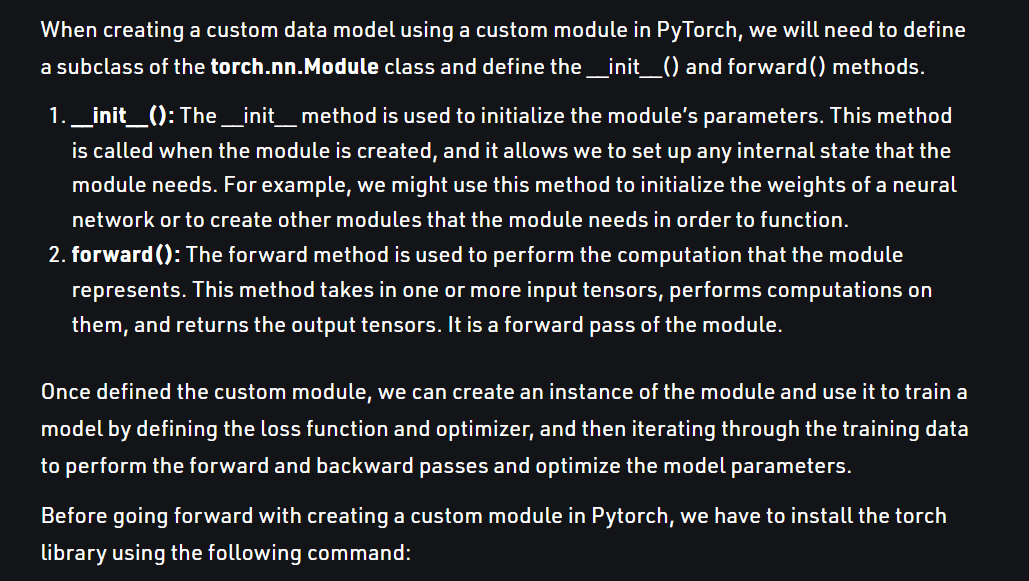 When creating a custom data model using a custom module in PyTorch, we will need to define
a subclass of the torch.nn.Module class and define the __init__() and forward() methods.
1. __init__(): The __init__ method is used to initialize the module's parameters. This method
is called when the module is created, and it allows we to set up any internal state that the
module needs. For example, we might use this method to initialize the weights of a neural
network or to create other modules that the module needs in order to function.
2. forward(): The forward method is used to perform the computation that the module
represents. This method takes in one or more input tensors, performs computations on
them, and returns the output tensors. It is a forward pass of the module.
Once defined the custom module, we can create an instance of the module and use it to train a
model by defining the loss function and optimizer, and then iterating through the training data
to perform the forward and backward passes and optimize the model parameters.
Before going forward with creating a custom module in Pytorch, we have to install the torch
library using the following command: